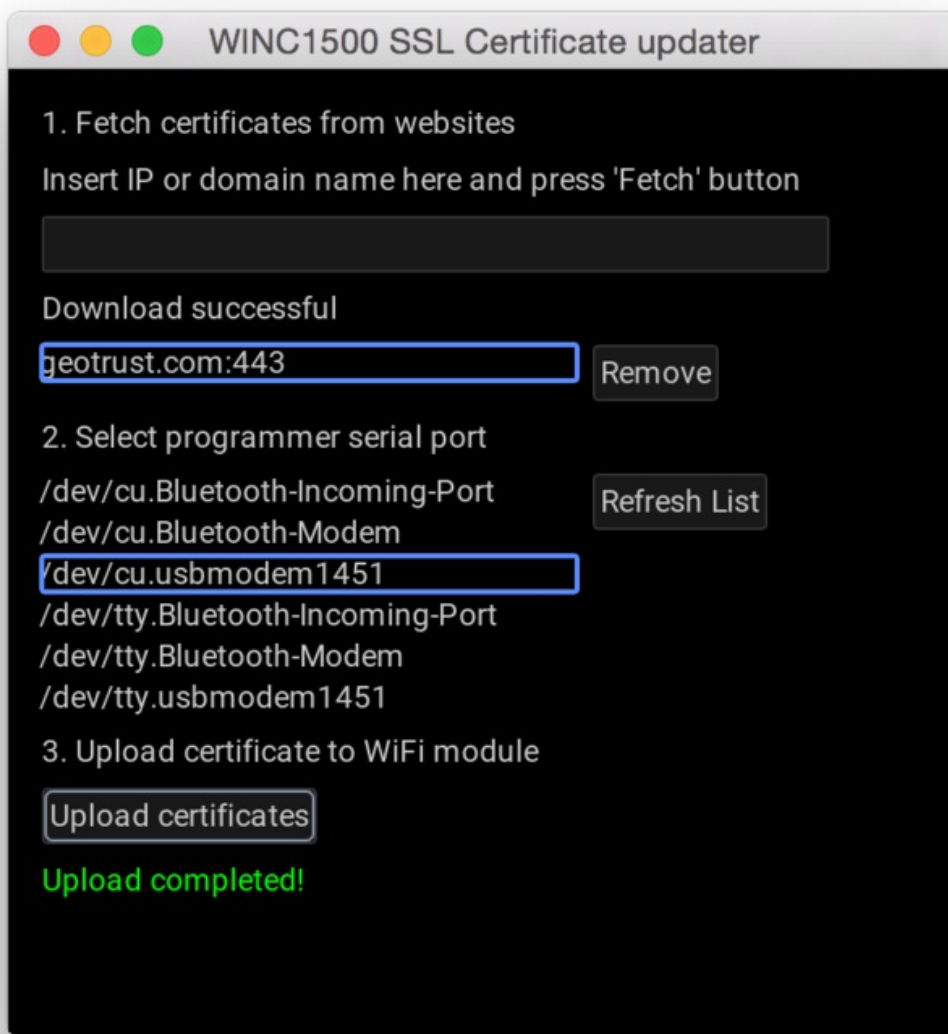 WINC1500 SSL Certificate updater
1. Fetch certificates from websites
Insert IP or domain name here and press 'Fetch' button
Download successful
geotrust.com:443
Remove
2. Select programmer serial port
/dev/cu.Bluetooth-Incoming-Port
Refresh List
/dev/cu.Bluetooth-Modem
/dev/cu.usbmodem1451
/dev/tty.Bluetooth-Incoming-Port
/dev/tty.Bluetooth-Modem
/dev/tty.usbmodem1451
3. Upload certificate to WiFi module
Upload certificates
Upload completed!